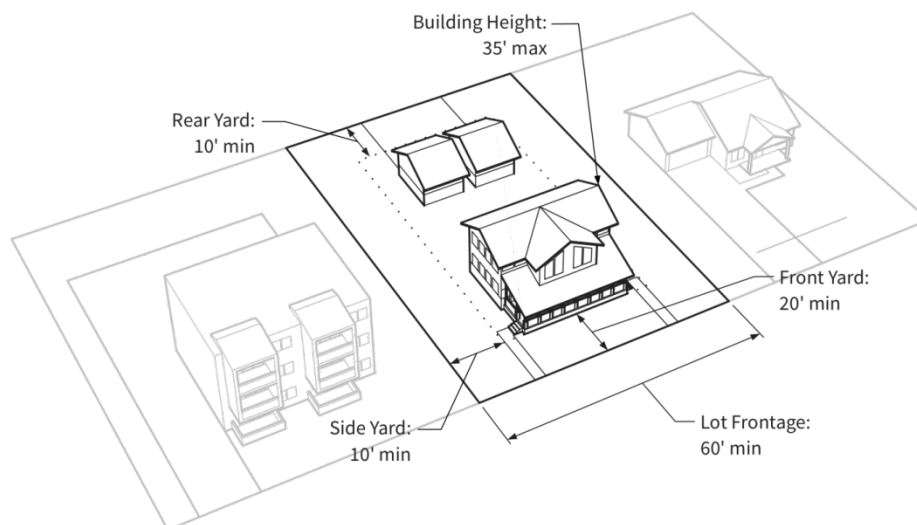 Building Height:
35' max
Rear Yard:
10' min
Front Yard:
20' min
Side Yard:
10' min
Lot Frontage:
60' min